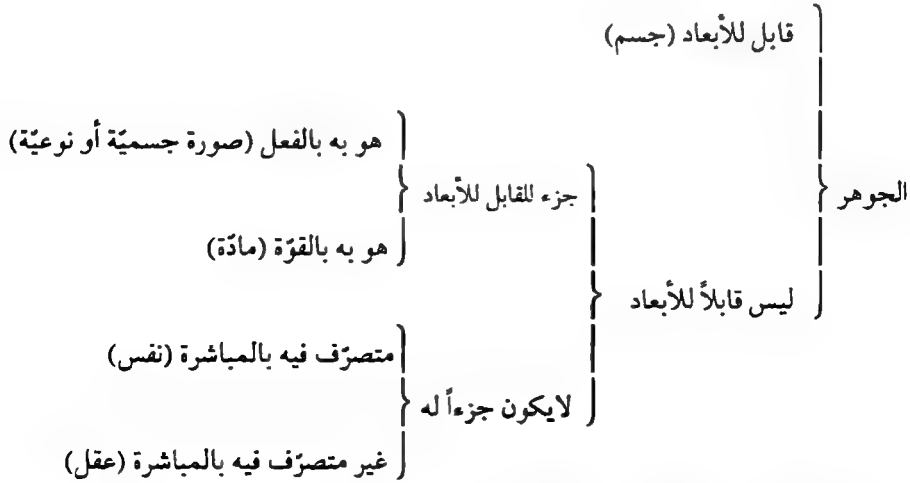 قابل للأبعاد (جسم)
هو به بالفعل (صورة جسميّة أو نوعيّة)
جزء للقابل للأبعاد
الجوهر
هو به بالقوّة (مادّة)
ليس قابلاً للأبعاد
متصرّف فيه بالمباشرة (نفس)
لايكون جزءاً له
غير متصرّف فيه بالمباشرة (عقل)